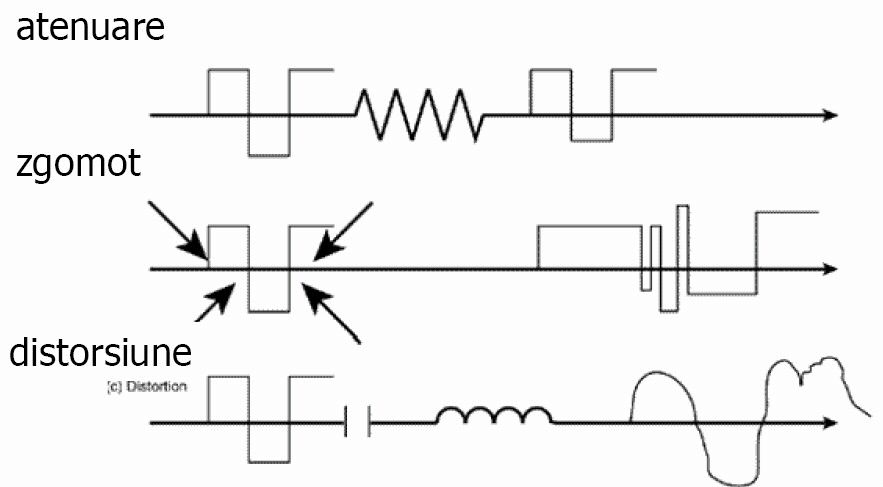 atenuare
zgomot
distorsiune
(c) Distortion